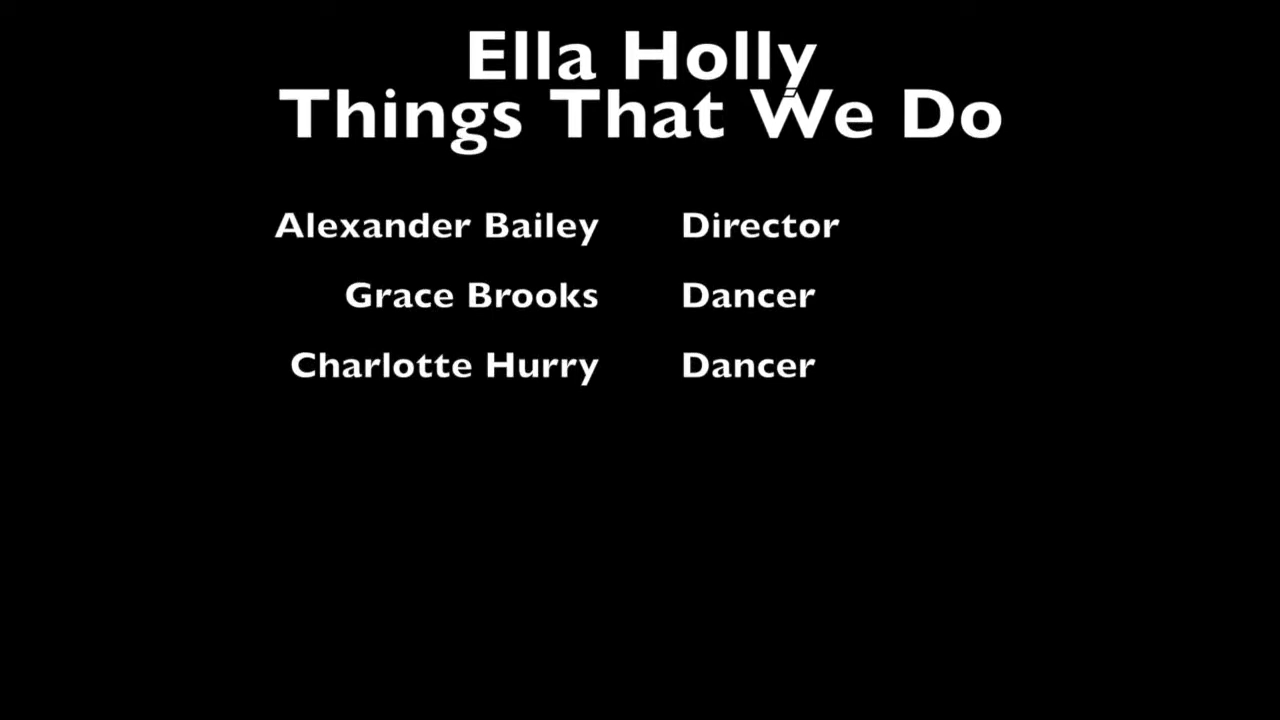 Ella Holly
Things That We Do
Alexander Bailey Director
Grace Brooks Dancer
Charlotte Hurry Dancer